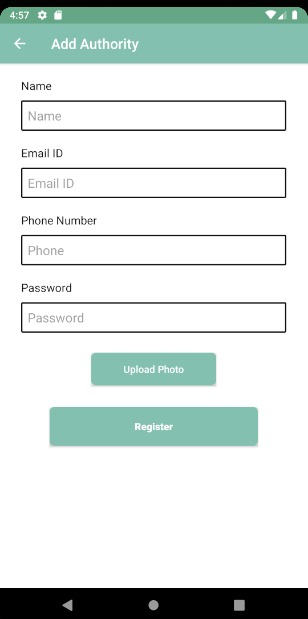 4:57
Add Authority
Name
Name
Email ID
Email ID
Phone Number
Phone
Password
Password
Upload Photo
Register